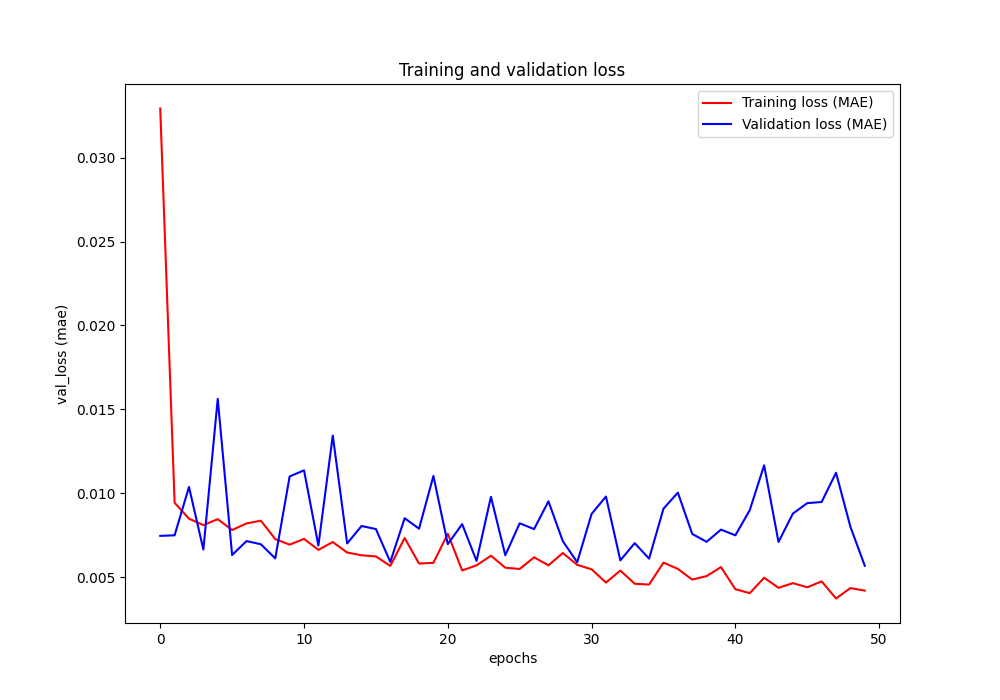 Training and validation loss
Training loss (MAE)
Validation loss (MAE)
0.030
0.025
0.020
0.015
0.010
0.005
val_loss (mae)
0 10 20 30 40 50
epochs